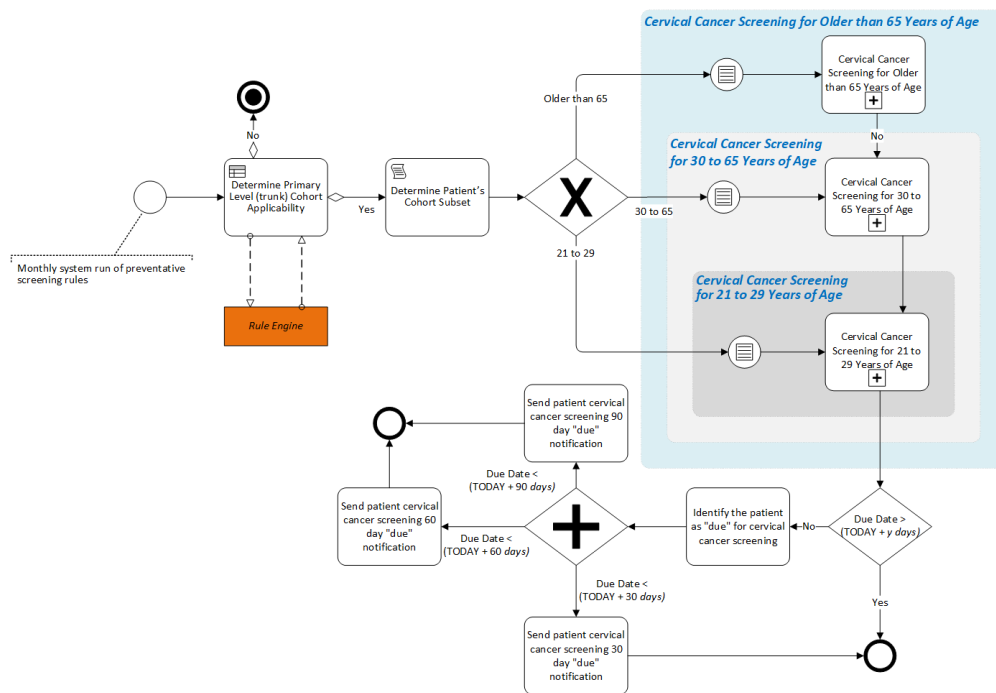 Cervical Cancer Screening for Older than 65 Years of Age
Cervical Cancer
Screening for Older
than 65 Years of Age
Older than 65
No
No
Cervical Cancer Screening
for 30 to 65 Years of Age
Determine Primary
Level (trunk) Cohort
Applicability
Yes
Determine Patient's
Cohort Subset
X
30 to 65
Cervical Cancer
Screening for 30 to
65 Years of Age
21 to 29
Monthly system run of preventative
screening rules
Cervical Cancer Screening
for 21 to 29 Years of Age
Rule Engine
Cervical Cancer
Screening for 21 to
29 Years of Age
Send patient cervical
cancer screening 90
day "due"
notification
Due Date <
(TODAY + 90 days)
Send patient cervical
cancer screening 60
day "due"
notification
Due Date <
(TODAY + 60 days)
Identify the patient
as "due" for cervical
cancer screening
No
Due Date >
(TODAY + y days)
Due Date <
(TODAY + 30 days)
Yes
Send patient cervical
cancer screening 30
day "due"
notification